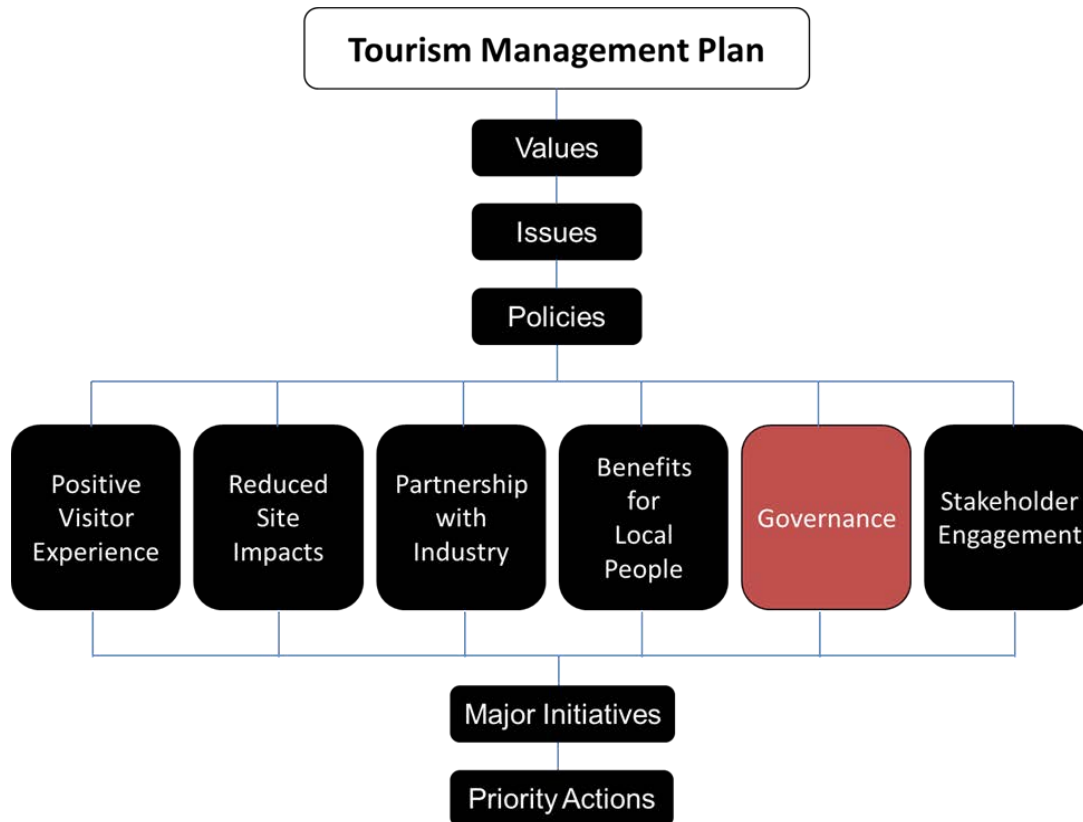 Tourism Management Plan
Values
Issues
Policies
Positive
Visitor
Experience
Reduced
Site
Impacts
Partnership
with
Industry
Benefits
for
Local
People
Governance
Stakeholder
Engagement
Major Initiatives
Priority Actions